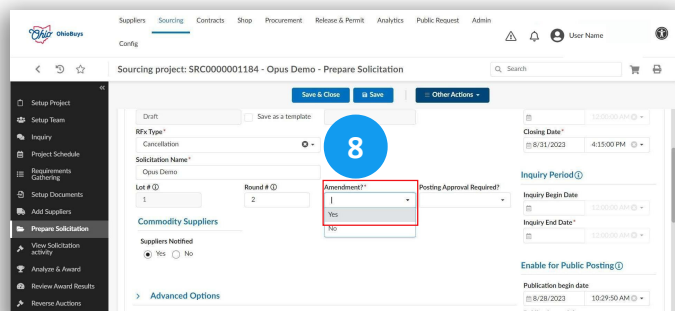 Ohio OhioBuys
Suppliers Sourcing Contracts Shop Procurement Release & Permit Analytics Public Request Admin
Config
User Name
Sourcing project: SRC0000001184 - Opus Demo - Prepare Solicitation
Search
Save & Close Save Other Actions
Setup Project
Setup Team
Inquiry
Project Schedule
Requirements
Gathering
Setup Documents
Add Suppliers
Prepare Solicitation
View Solicitation
activity
Analyze & Award
Review Award Results
Reverse Auctions
Draft Save as a template
12:00:00 AM
RFx Type*
Cancellation
8
Closing Date*
8/31/2023 4:15:00 PM
Solicitation Name*
Opus Demo
Inquiry Period
Lot # Round # Amendment?* Posting Approval Required?
1 2
Yes
No
Inquiry Begin Date
12:00:00 AM
Inquiry End Date*
12:00:00 AM
Commodity Suppliers
Suppliers Notified
Yes No
Enable for Public Posting
Publication begin date
8/28/2023 10:29:50 AM
Advanced Options